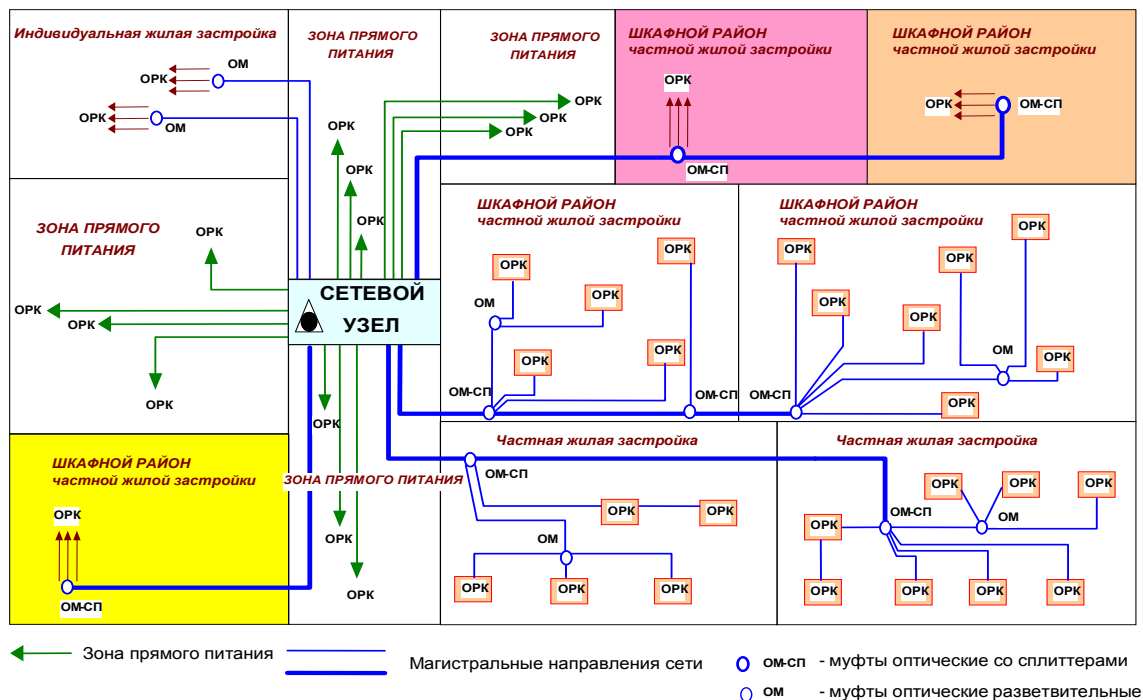 Индивидуальная жилая застройка
ОМ
ОРК
ОРК
ОМ
ЗОНА ПРЯМОГО
ПИТАНИЯ
ОРК
ОРК
ОРК
ЗОНА ПРЯМОГО
ПИТАНИЯ
ОРК
ОРК
ОРК
ШКАФНОЙ РАЙОН
частной жилой застройки
ОРК
ОМ-СП
ШКАФНОЙ РАЙОН
частной жилой застройки
ОРК
ОМ-СП
ЗОНА ПРЯМОГО
ПИТАНИЯ
ОРК
ОРК
ОРК
ОРК
СЕТЕВОЙ
УЗЕЛ
ШКАФНОЙ РАЙОН
частной жилой застройки
ОРК
ОРК
ОМ
ОРК
ОРК
ОРК
ОМ-СП
ОМ-СП
ШКАФНОЙ РАЙОН
частной жилой застройки
ОРК
ОРК
ОРК
ОРК
ОРК
ОМ
ОРК
ОМ-СП
ОРК
ШКАФНОЙ РАЙОН
частной жилой застройки
ОРК
ОМ-СП
ОРК
ЗОНА ПРЯМОГО ПИТАНИЯ
ОРК
ОРК
Частная жилая застройка
ОМ-СП
ОРК
ОРК
ОМ
ОРК
ОРК
ОРК
Частная жилая застройка
ОРК
ОРК
ОРК
ОМ-СП
ОРК
ОМ
ОРК
ОРК
ОРК
ОРК
Зона прямого питания
Магистральные направления сети
ОМ-СП - муфты оптические со сплиттерами
ОМ - муфты оптические разветвительные